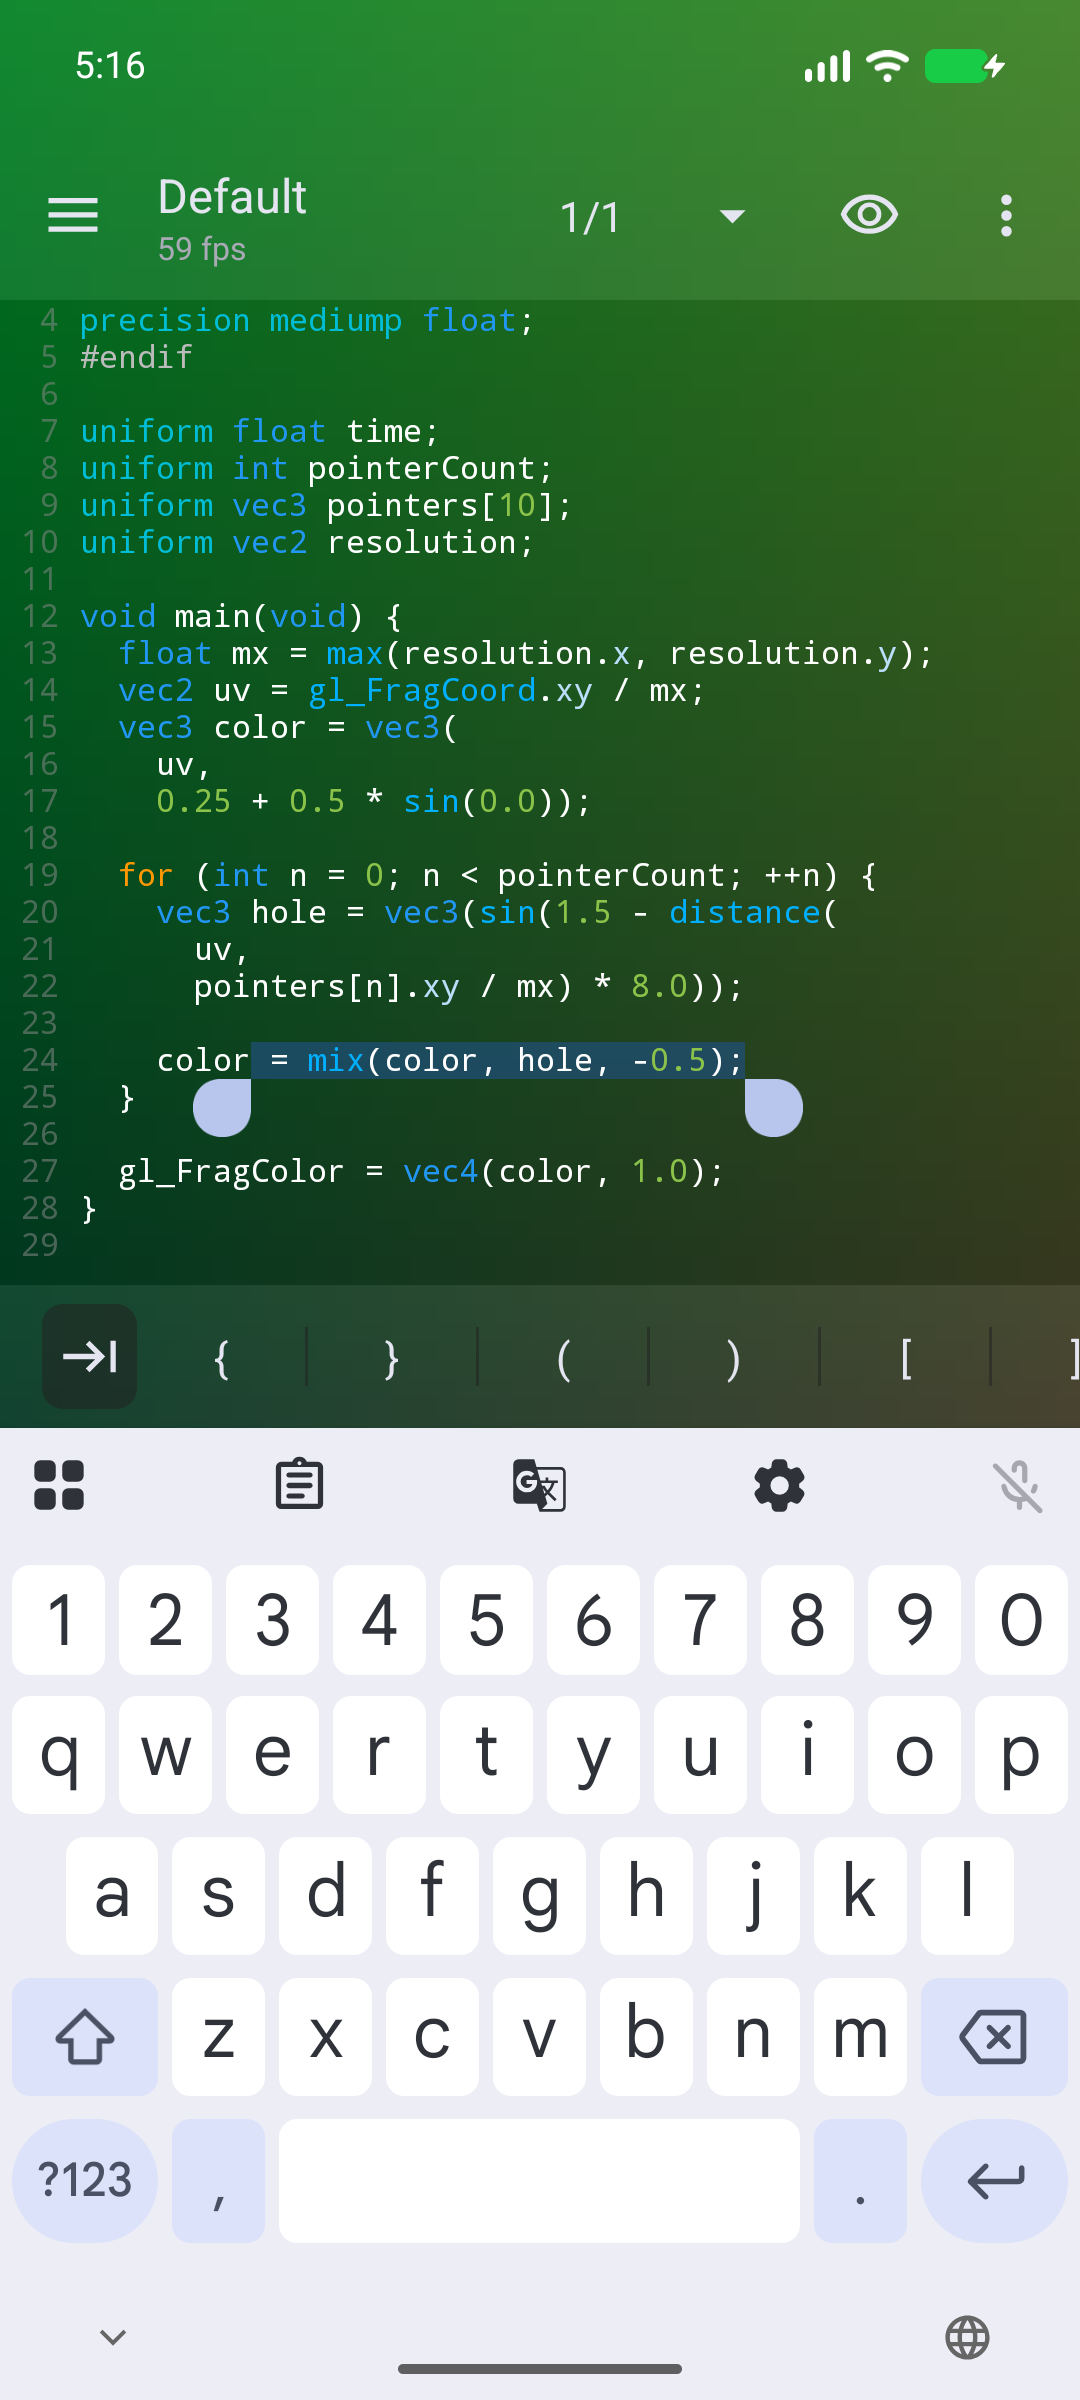 5:16
Default
59 fps
1/1
4 precision mediump float;
5 #endif
6
7 uniform float time;
8 uniform int pointerCount;
9 uniform vec3 pointers[10];
10 uniform vec2 resolution;
11
12 void main(void) {
13   float mx = max(resolution.x, resolution.y);
14   vec2 uv = gl_FragCoord.xy / mx;
15   vec3 color = vec3(
16     uv,
17     0.25 + 0.5 * sin(0.0));
18
19   for (int n = 0; n < pointerCount; ++n) {
20     vec3 hole = vec3(sin(1.5 - distance(
21       uv,
22       pointers[n].xy / mx) * 8.0));
23
24     color = mix(color, hole, -0.5);
25   }
26
27   gl_FragColor = vec4(color, 1.0);
28 }
29
{ } ( ) [ ]
1 2 3 4 5 6 7 8 9 0
q w e r t y u i o p
a s d f g h j k l
z x c v b n m
?123 , .